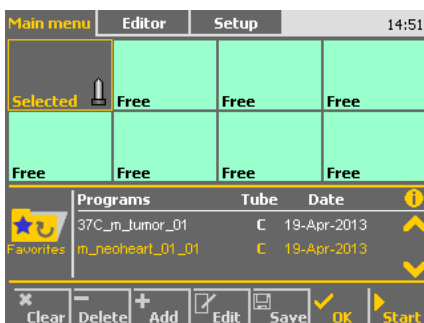 Main menu Editor Setup 14:51
Selected Free Free Free
Free Free Free Free
Programs Tube Date
37C_m_tumor_01 C 19-Apr-2013
Favorites m_neoheart_01_01 C 19-Apr-2013
Clear Delete Add Edit Save OK Start